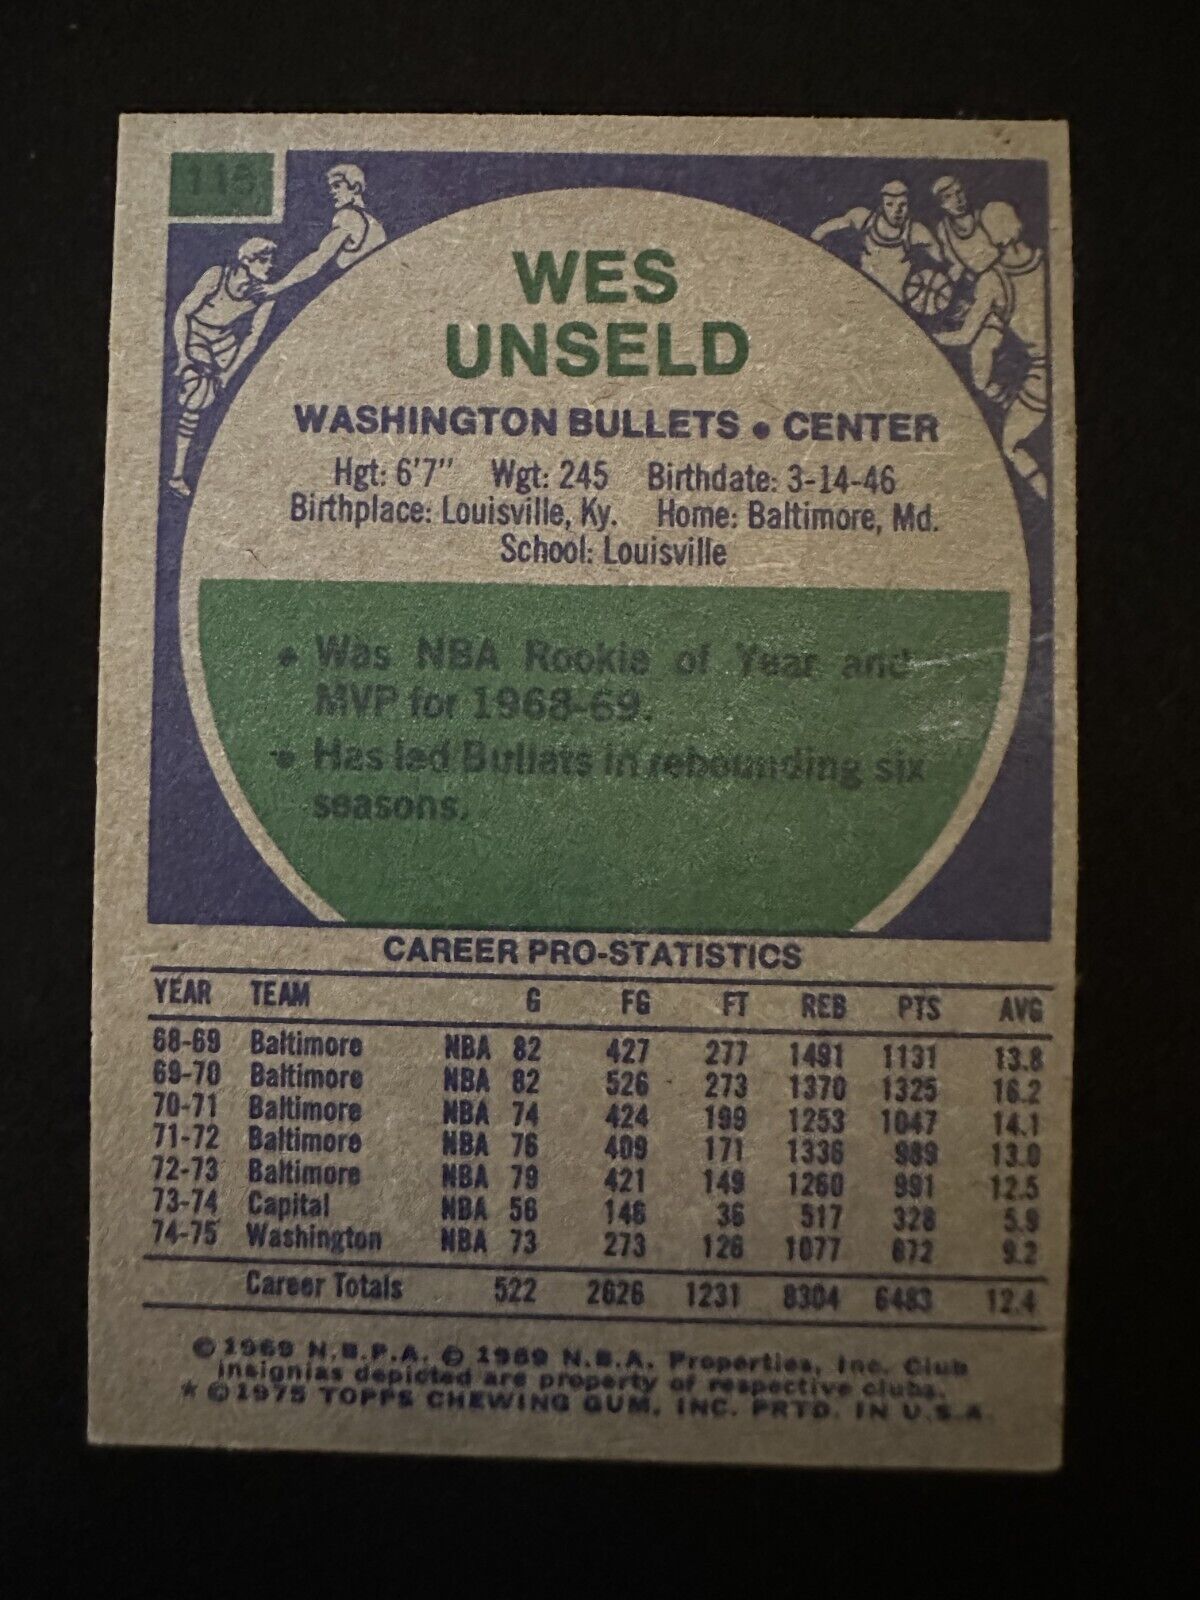 115
WES
UNSELD
WASHINGTON BULLETS • CENTER
Hgt: 6'7" Wgt: 245 Birthdate: 3-14-46
Birthplace: Louisville, Ky. Home: Baltimore, Md.
School: Louisville
• Was NBA Rookie of Year and
MVP for 1968-69.
• Has led Bullets in rebounding six
seasons.
CAREER PRO-STATISTICS
YEAR TEAM G FG FT REB PTS AVG
68-69 Baltimore NBA 82 427 277 1491 1131 13.8
69-70 Baltimore NBA 82 526 273 1370 1325 16.2
70-71 Baltimore NBA 74 424 199 1253 1047 14.1
71-72 Baltimore NBA 76 409 171 1336 989 13.0
72-73 Baltimore NBA 79 421 149 1260 991 12.5
73-74 Capital NBA 56 146 36 517 328 5.9
74-75 Washington NBA 73 273 126 1077 672 9.2
Career Totals 522 2626 1231 8304 6483 12.4
© 1969 N.B.P.A. © 1969 N.B.A. Properties, Inc. Club
insignias depicted are property of respective clubs.
★ © 1975 TOPPS CHEWING GUM, INC. PRTD. IN U.S.A.